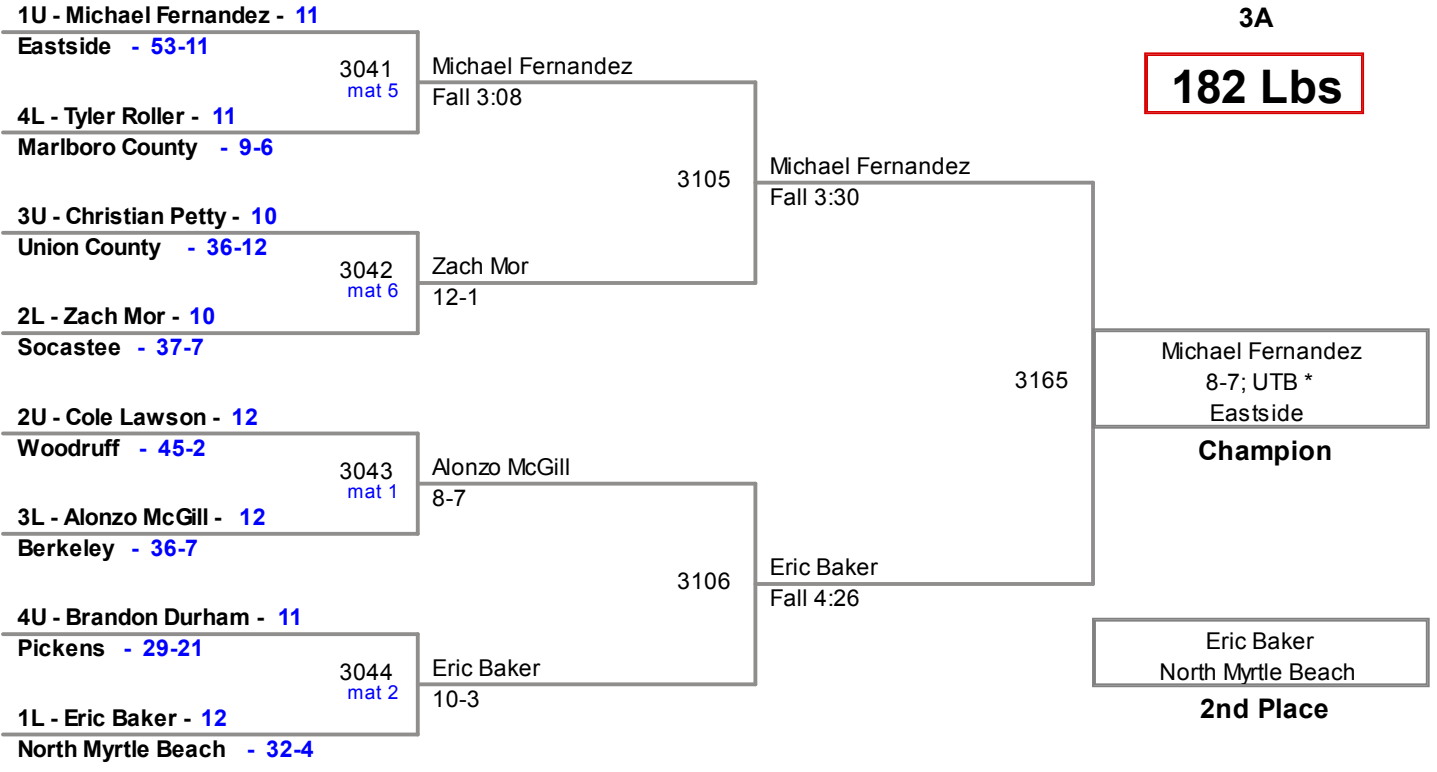 1U - Michael Fernandez - 11
Eastside - 53-11
3041
mat 5
4L - Tyler Roller - 11
Marlboro County - 9-6
Michael Fernandez
Fall 3:08
3U - Christian Petty - 10
Union County - 36-12
3042
mat 6
2L - Zach Mor - 10
Socastee - 37-7
Zach Mor
12-1
3105
Michael Fernandez
Fall 3:30
2U - Cole Lawson - 12
Woodruff - 45-2
3043
mat 1
3L - Alonzo McGill - 12
Berkeley - 36-7
Alonzo McGill
8-7
4U - Brandon Durham - 11
Pickens - 29-21
3044
mat 2
1L - Eric Baker - 12
North Myrtle Beach - 32-4
Eric Baker
10-3
3106
Eric Baker
Fall 4:26
3165
3A
182 Lbs
Michael Fernandez
8-7; UTB *
Eastside
Champion
Eric Baker
North Myrtle Beach
2nd Place